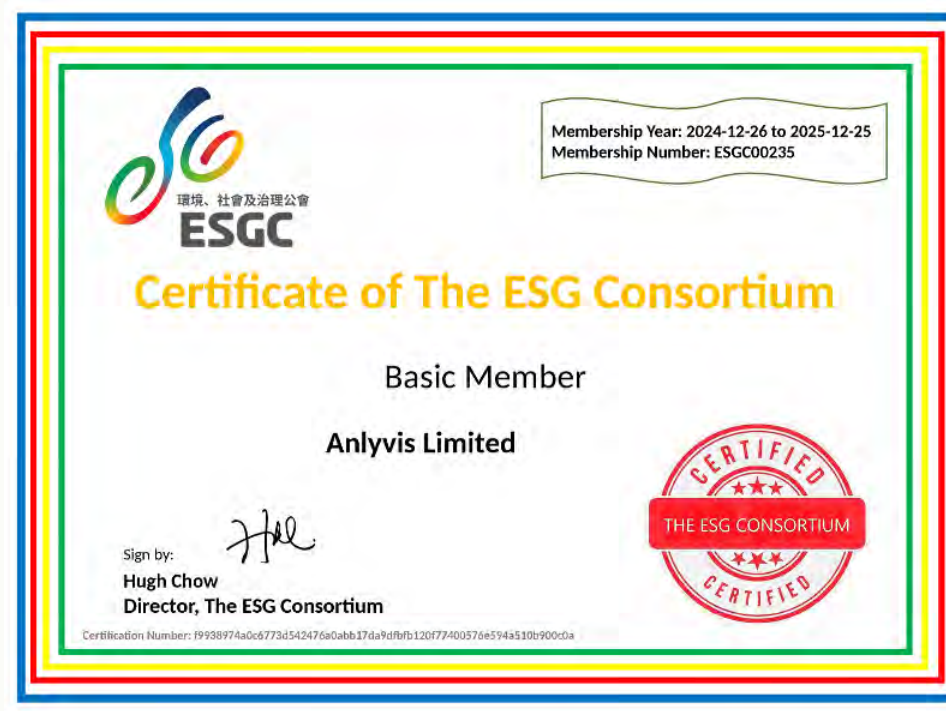 Membership Year: 2024-12-26 to 2025-12-25
Membership Number: ESGC00235
環境、社會及治理公會
ESGC
Certificate of The ESG Consortium
Basic Member
Anlyvis Limited
CERTIFIED
THE ESG CONSORTIUM
CERTIFIED
Sign by:
Hugh Chow
Director, The ESG Consortium
Certification Number: f9938974a0c6773d542476a0abb17da9dfbfb120f77400576e594a510b900c0a